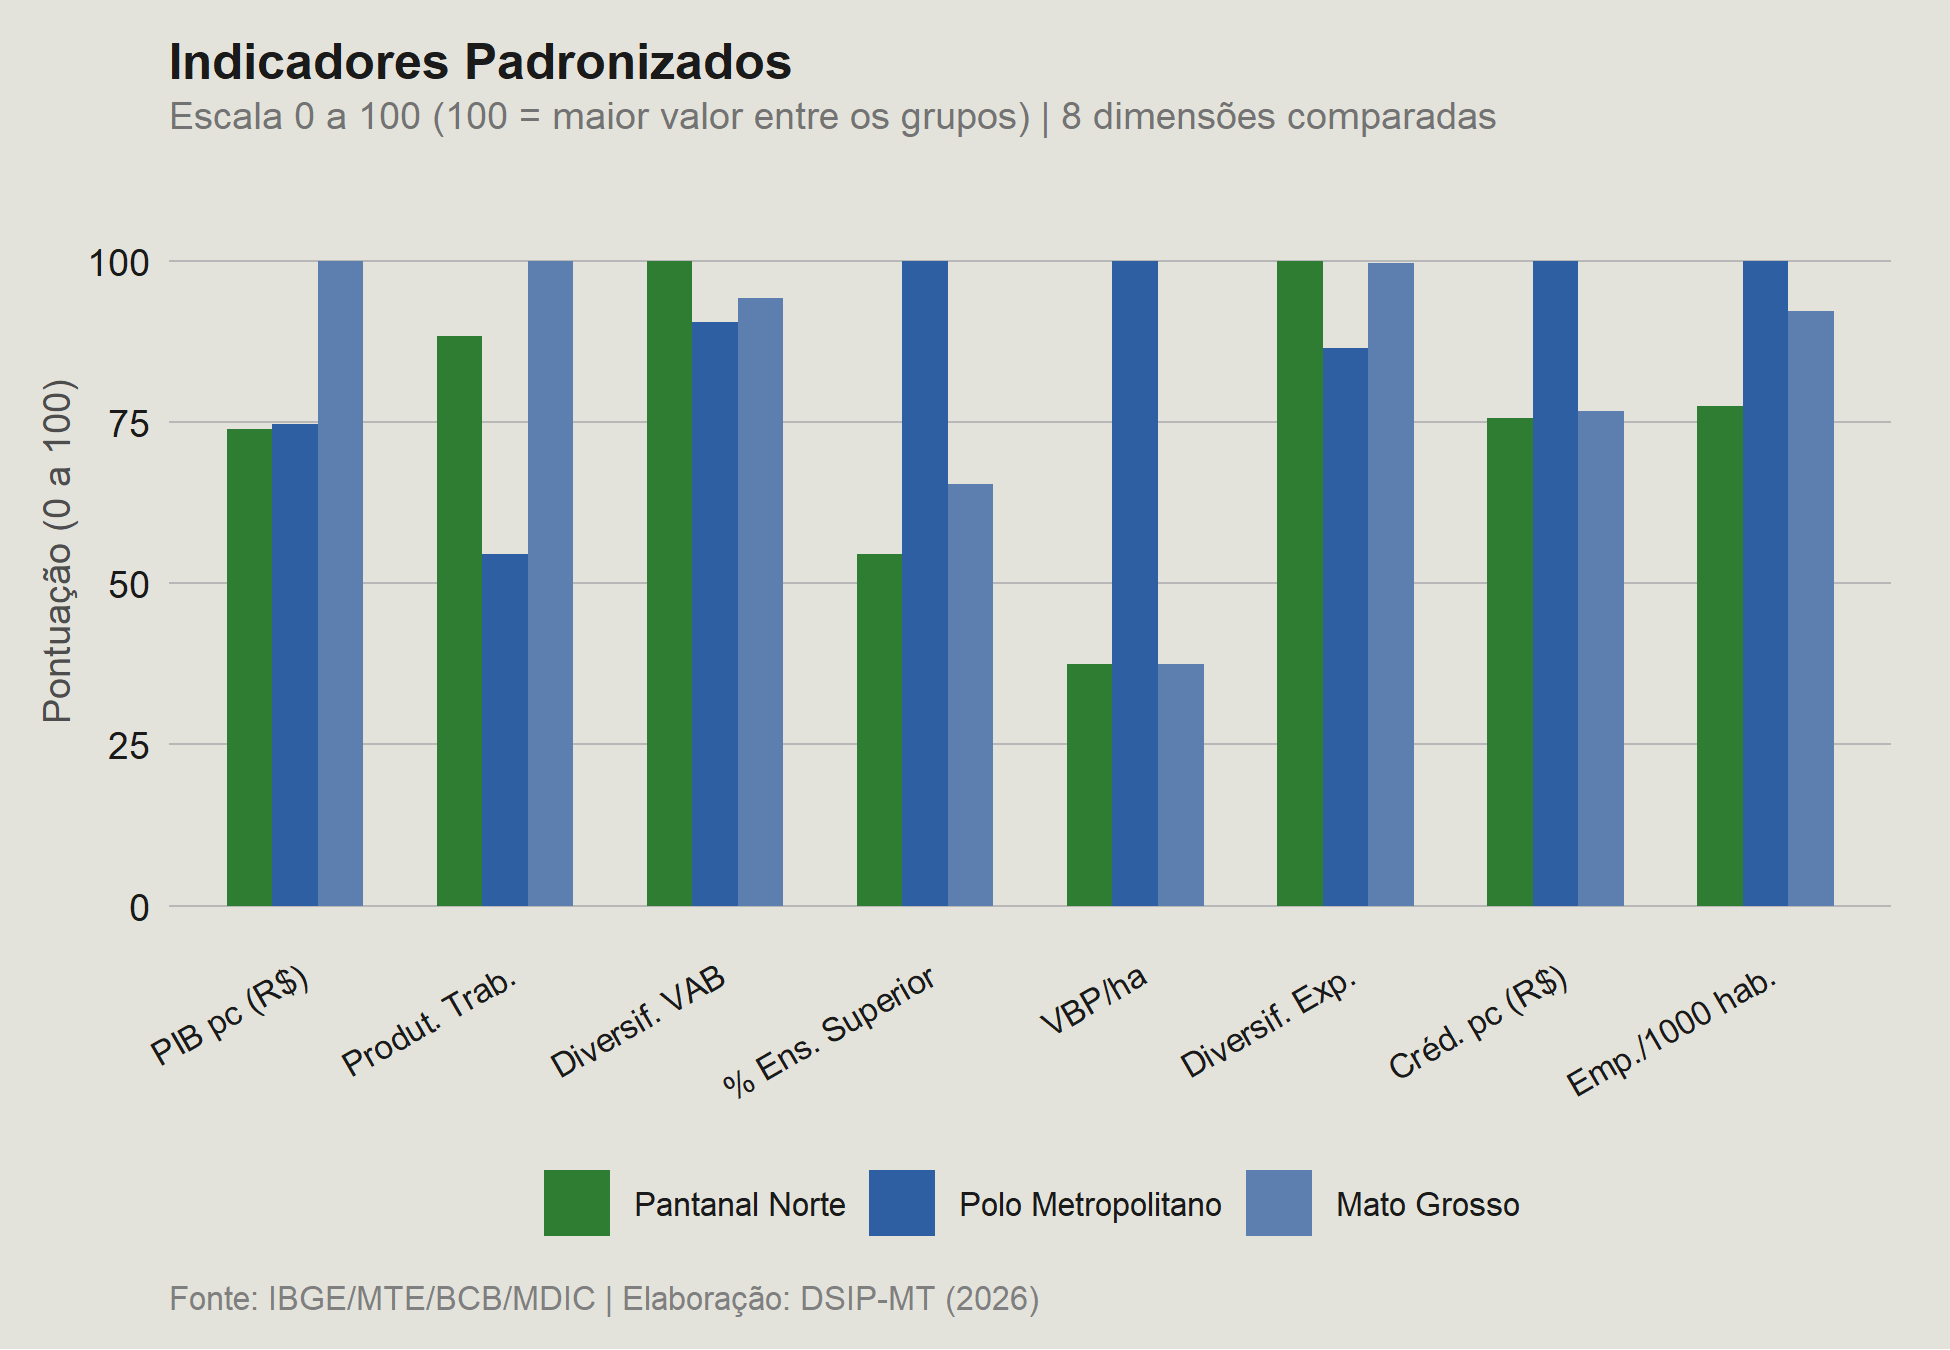 Indicadores Padronizados
Escala 0 a 100 (100 = maior valor entre os grupos) | 8 dimensões comparadas
Pontuação (0 a 100)
100
75
50
25
0
PIB pc (R$)
Produt. Trab.
Diversif. VAB
% Ens. Superior
VBP/ha
Diversif. Exp.
Créd. pc (R$)
Emp./1000 hab.
Pantanal Norte
Polo Metropolitano
Mato Grosso
Fonte: IBGE/MTE/BCB/MDIC | Elaboração: DSIP-MT (2026)